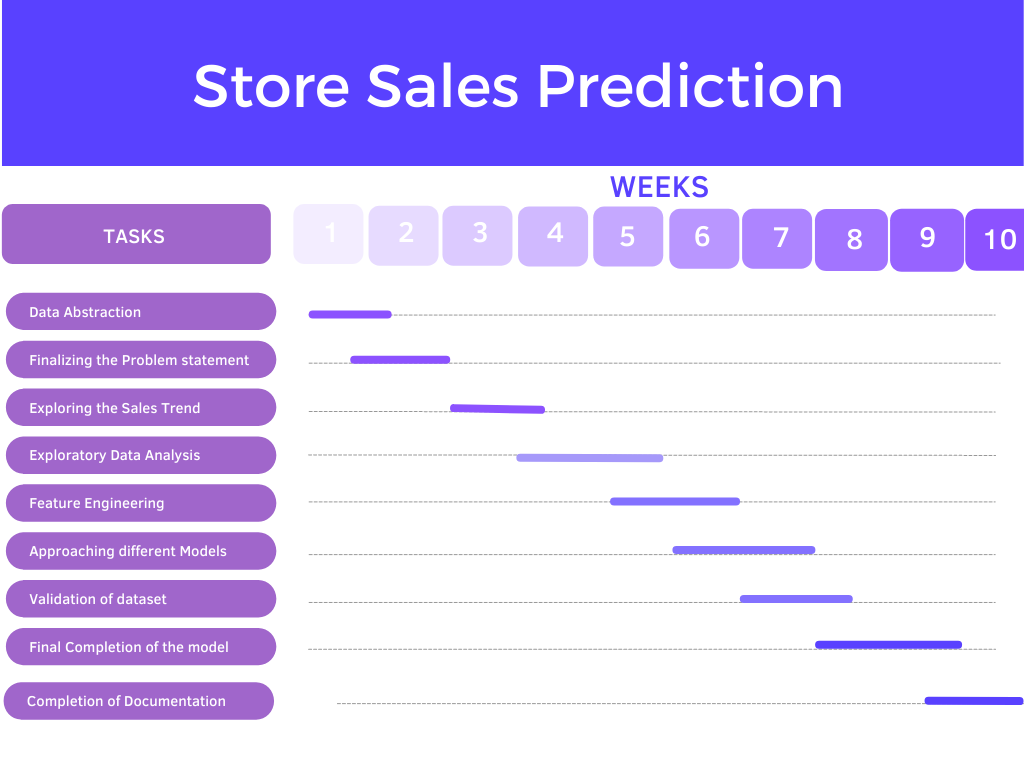 Store Sales Prediction
WEEKS
TASKS 1 2 3 4 5 6 7 8 9 10
Data Abstraction
Finalizing the Problem statement
Exploring the Sales Trend
Exploratory Data Analysis
Feature Engineering
Approaching different Models
Validation of dataset
Final Completion of the model
Completion of Documentation